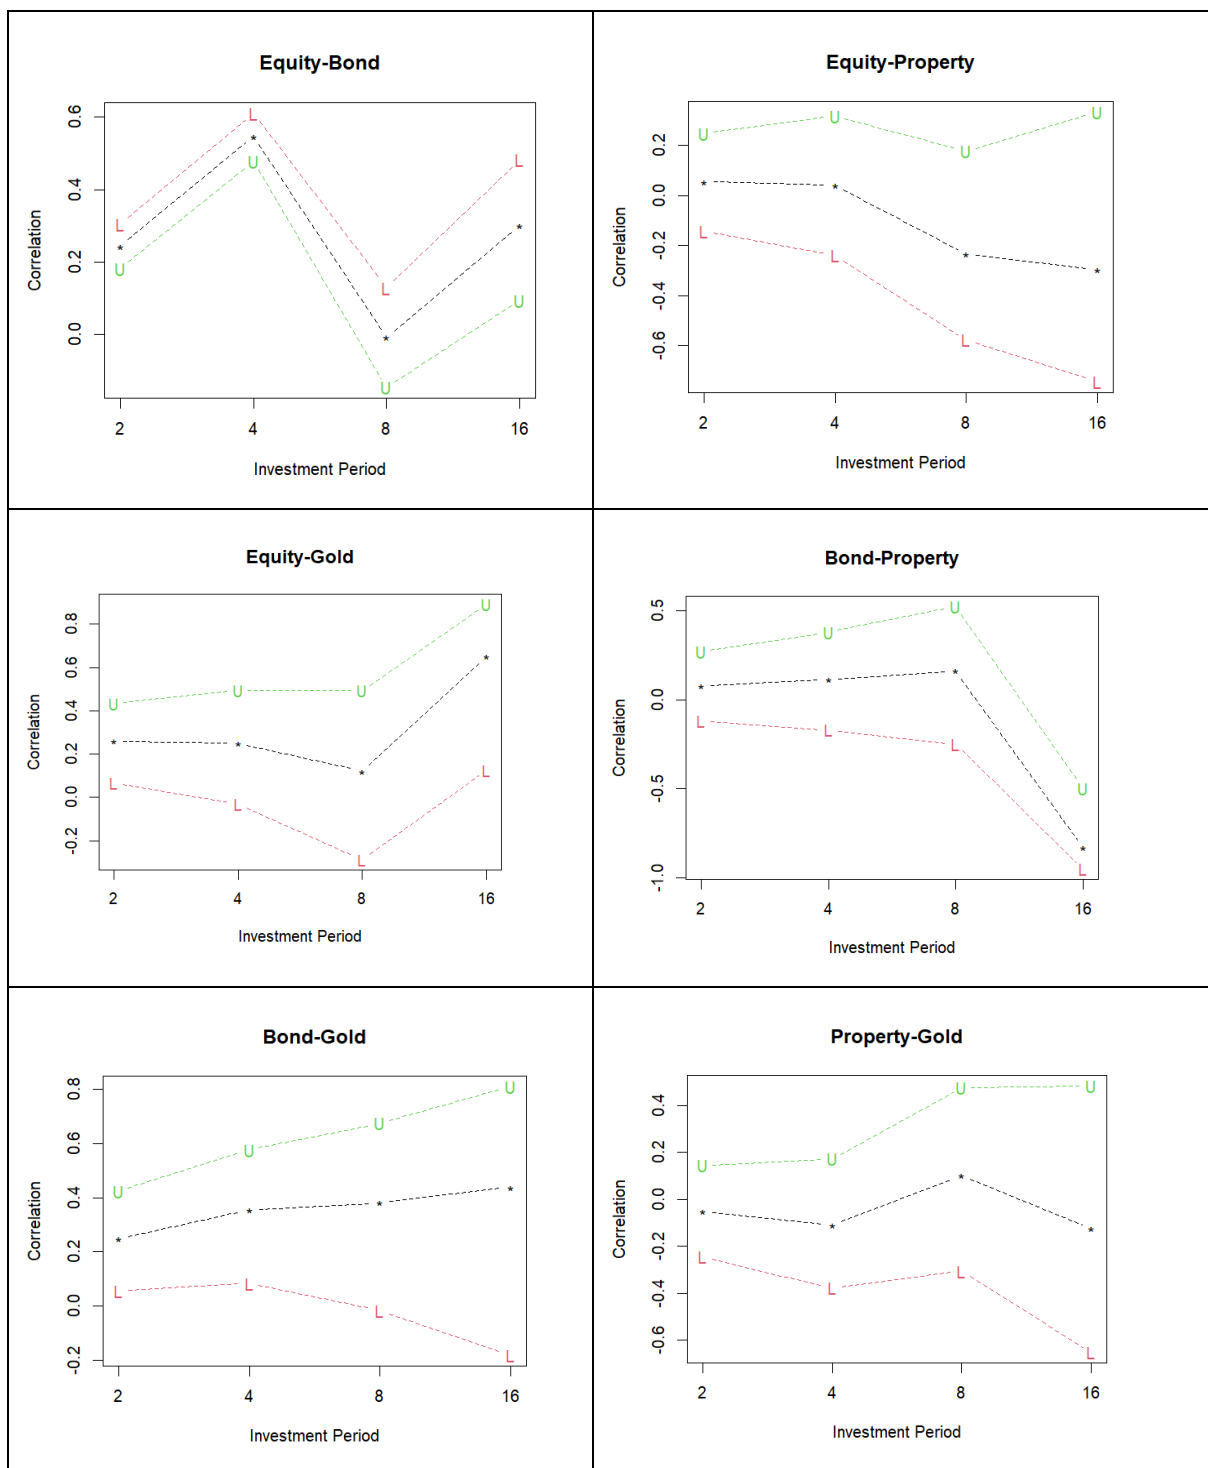 Equity-Bond
Correlation
0.6
0.4
0.2
0.0
L
L
L
L
*
*
*
*
U
U
U
U
2 4 8 16
Investment Period
Equity-Property
Correlation
0.2
0.0
-0.2
-0.4
-0.6
U
U
U
U
*
*
*
*
L
L
L
L
2 4 8 16
Investment Period
Equity-Gold
Correlation
0.8
0.6
0.4
0.2
0.0
-0.2
U
U
U
U
*
*
*
*
L
L
L
L
2 4 8 16
Investment Period
Bond-Property
Correlation
0.5
0.0
-0.5
-1.0
U
U
U
U
*
*
*
*
L
L
L
L
2 4 8 16
Investment Period
Bond-Gold
Correlation
0.8
0.6
0.4
0.2
0.0
-0.2
U
U
U
U
*
*
*
*
L
L
L
L
2 4 8 16
Investment Period
Property-Gold
Correlation
0.4
0.2
0.0
-0.2
-0.4
-0.6
U
U
U
U
*
*
*
*
L
L
L
L
2 4 8 16
Investment Period